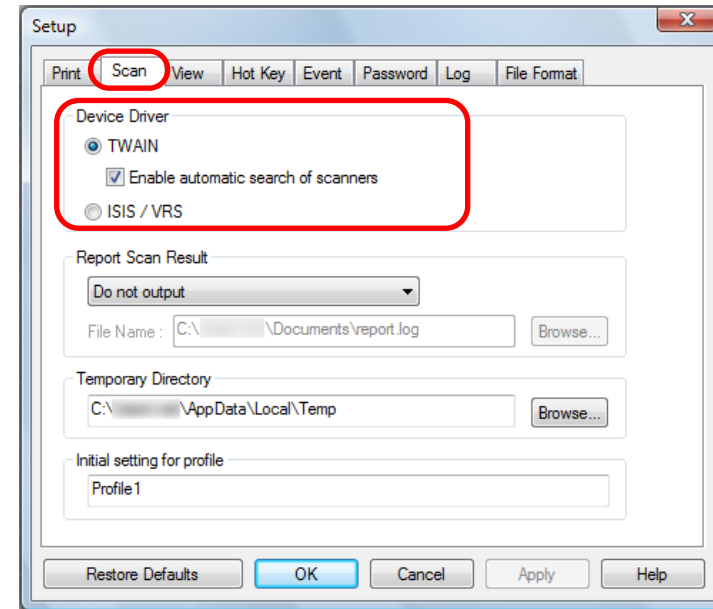 Setup
Print Scan View Hot Key Event Password Log File Format
Device Driver
TWAIN
Enable automatic search of scanners
ISIS / VRS
Report Scan Result
Do not output
File Name : C:\ \Documents\report.log Browse...
Temporary Directory
C:\ \AppData\Local\Temp Browse...
Initial setting for profile
Profile1
Restore Defaults OK Cancel Apply Help